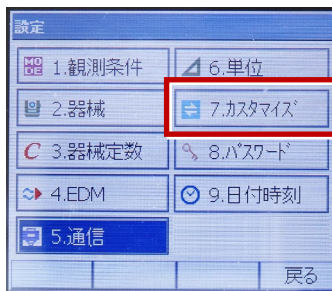 設定
MODE 1.観測条件
6.単位
2.器械
7.カスタマイズ
C 3.器械定数
8.パスワード
4.EDM
9.日付時刻
5.通信
戻る